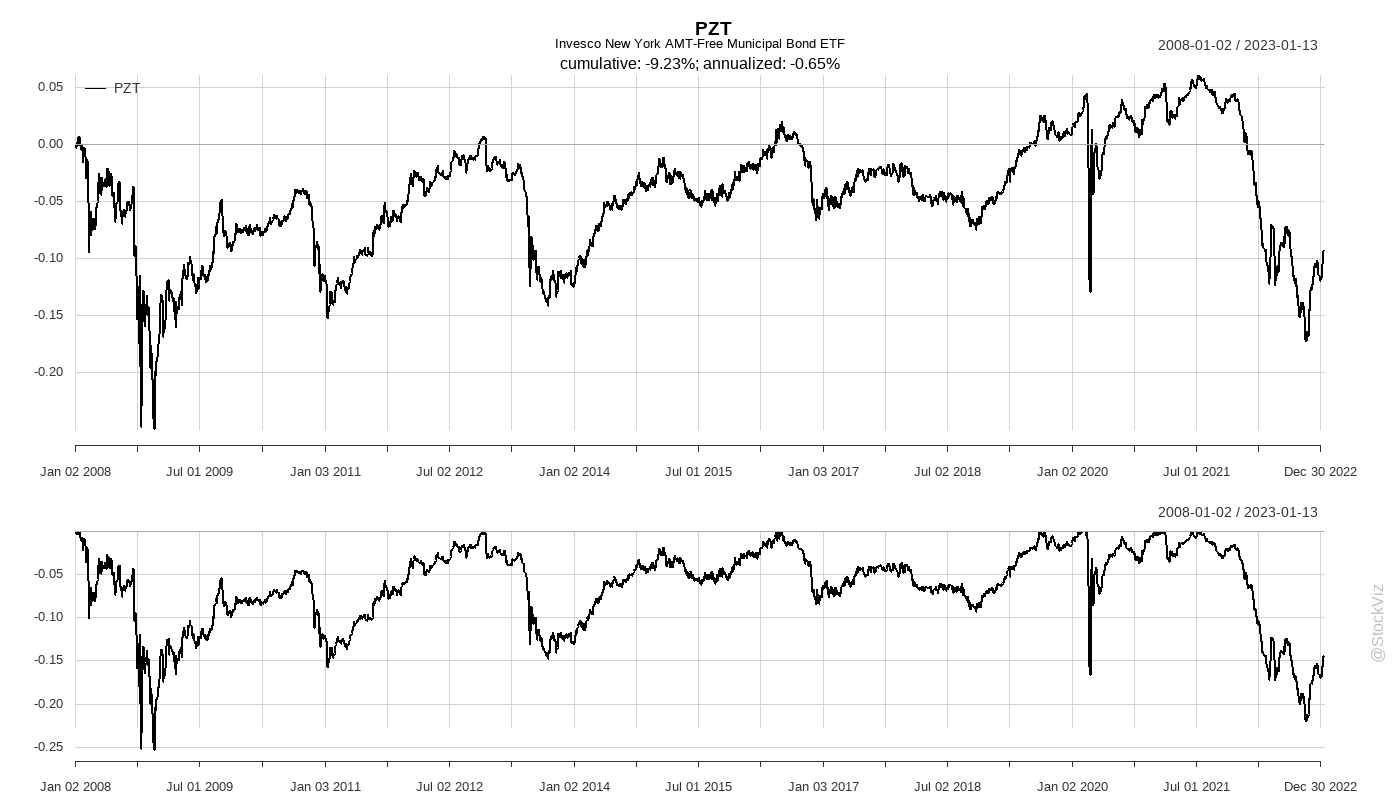 PZT
Invesco New York AMT-Free Municipal Bond ETF
cumulative: -9.23%; annualized: -0.65%
2008-01-02 / 2023-01-13
PZT
0.05
0.00
-0.05
-0.10
-0.15
-0.20
Jan 02 2008 Jul 01 2009 Jan 03 2011 Jul 02 2012 Jan 02 2014 Jul 01 2015 Jan 03 2017 Jul 02 2018 Jan 02 2020 Jul 01 2021 Dec 30 2022
2008-01-02 / 2023-01-13
-0.05
-0.10
-0.15
-0.20
-0.25
Jan 02 2008 Jul 01 2009 Jan 03 2011 Jul 02 2012 Jan 02 2014 Jul 01 2015 Jan 03 2017 Jul 02 2018 Jan 02 2020 Jul 01 2021 Dec 30 2022
@StockViz